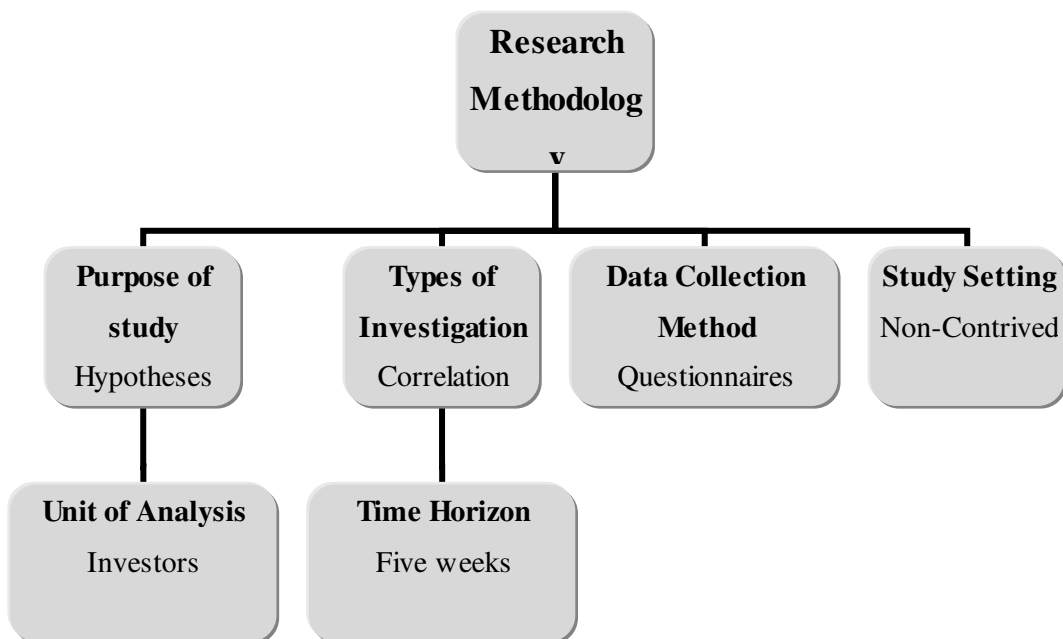 Research
Methodolog
y
Purpose of
study
Hypotheses
Types of
Investigation
Correlation
Data Collection
Method
Questionnaires
Study Setting
Non-Contrived
Unit of Analysis
Investors
Time Horizon
Five weeks